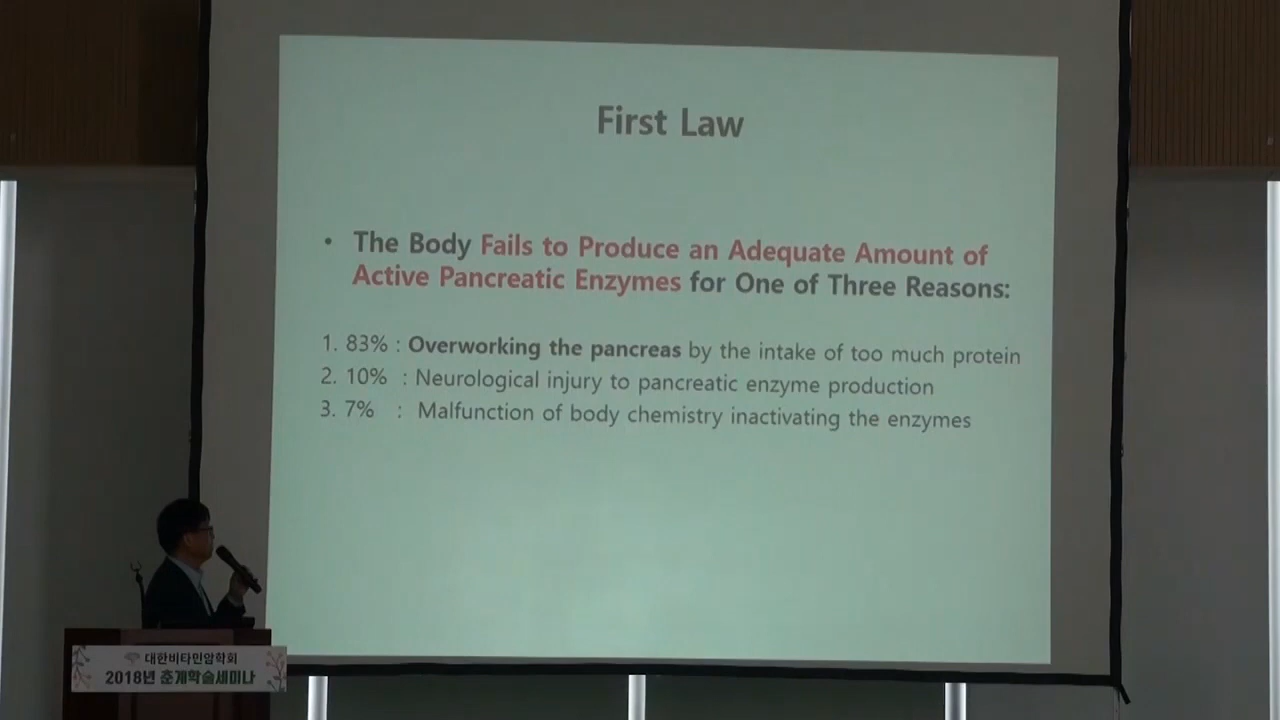 First Law
• The Body Fails to Produce an Adequate Amount of
Active Pancreatic Enzymes for One of Three Reasons:
1. 83% : Overworking the pancreas by the intake of too much protein
2. 10% : Neurological injury to pancreatic enzyme production
3. 7% : Malfunction of body chemistry inactivating the enzymes
대한비타민암학회
2018년 춘계학술세미나